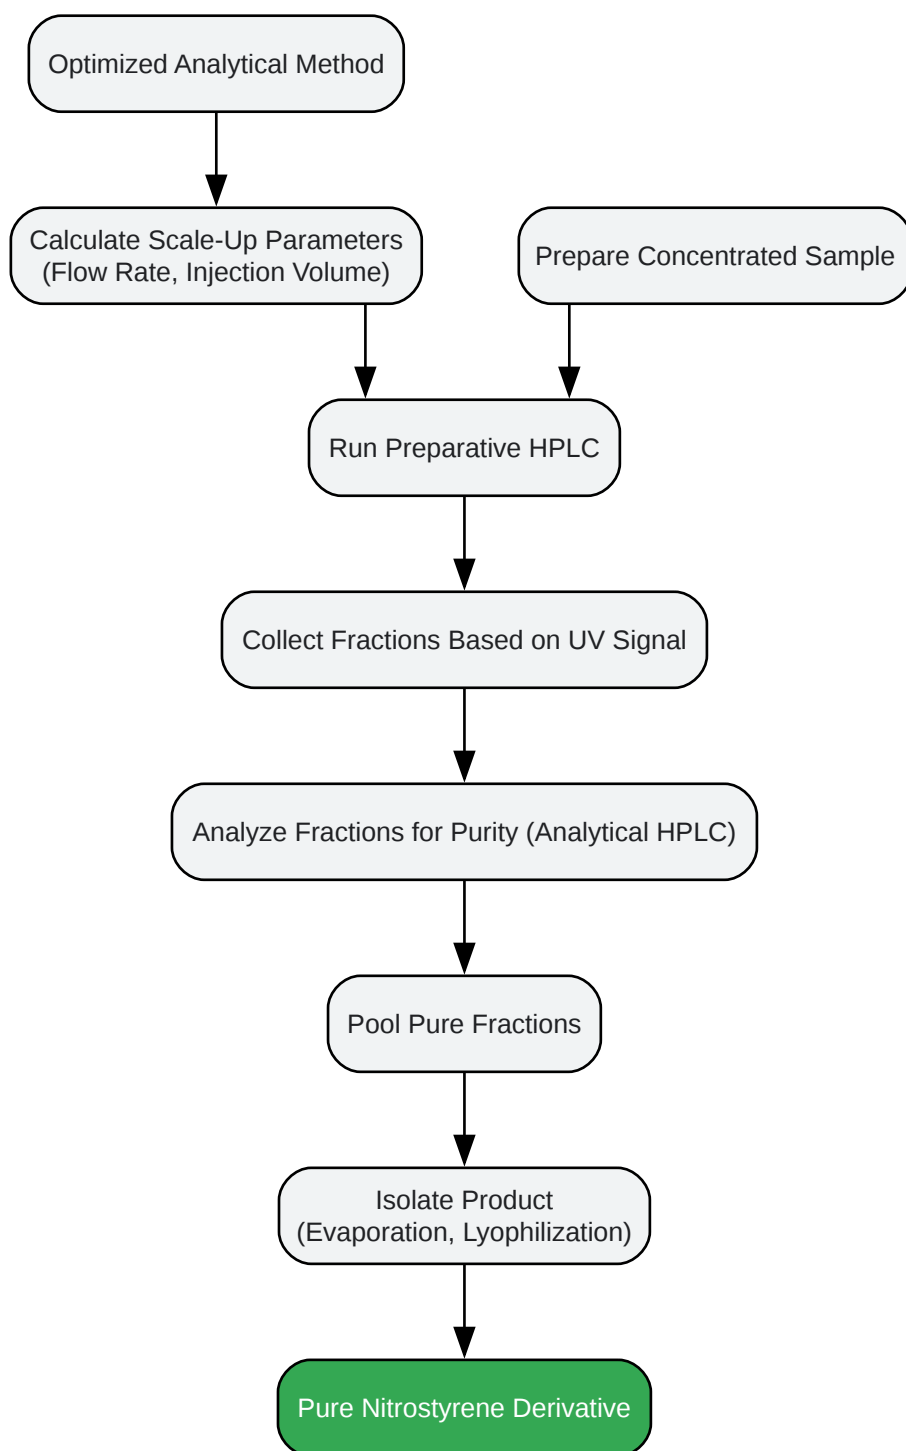 Optimized Analytical Method
Calculate Scale-Up Parameters
(Flow Rate, Injection Volume)
Prepare Concentrated Sample
Run Preparative HPLC
Collect Fractions Based on UV Signal
Analyze Fractions for Purity (Analytical HPLC)
Pool Pure Fractions
Isolate Product
(Evaporation, Lyophilization)
Pure Nitrostyrene Derivative